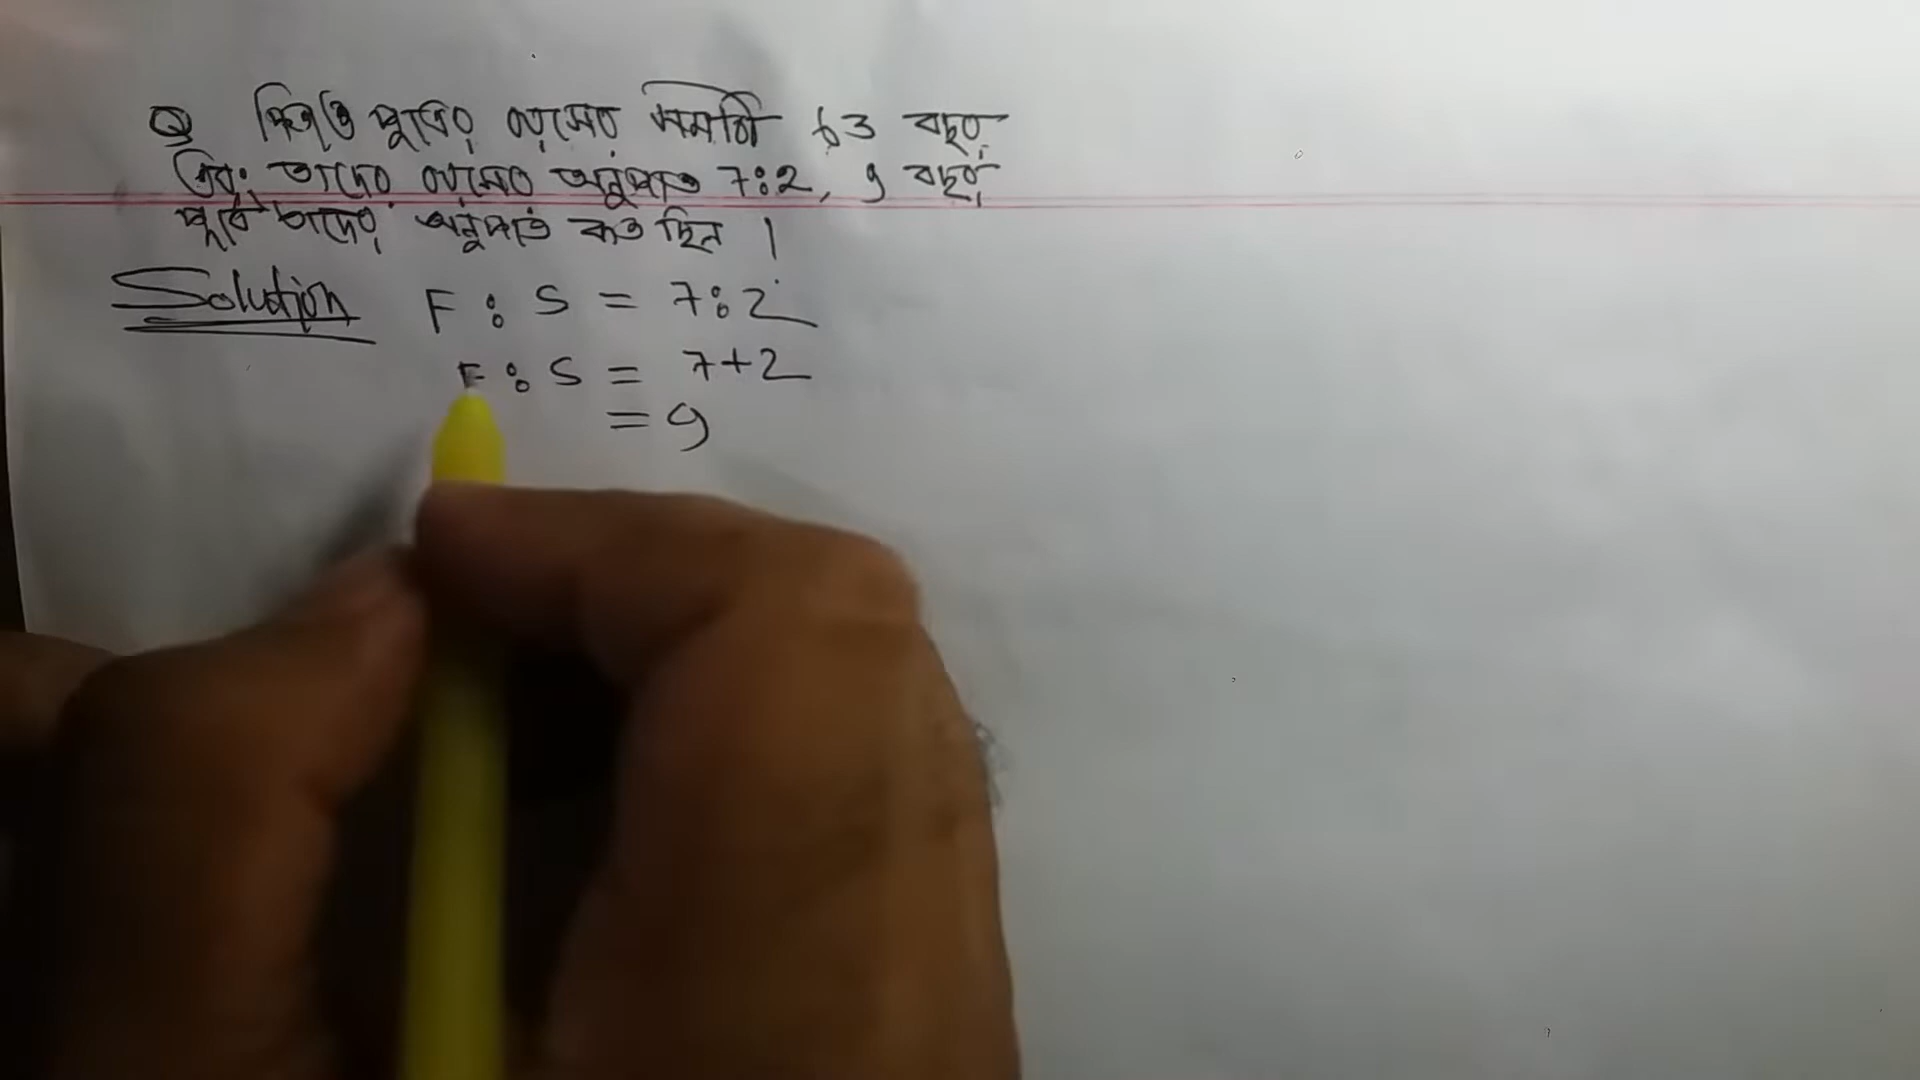 Q পিতা ও পুত্রের বয়সের সমষ্টি 63 বছর
এবং তাদের বয়সের অনুপাত 7:2, 9 বছর
পূর্বে তাদের অনুপাত কত ছিল ।
Solution F : S = 7:2
F : S = 7+2
= 9